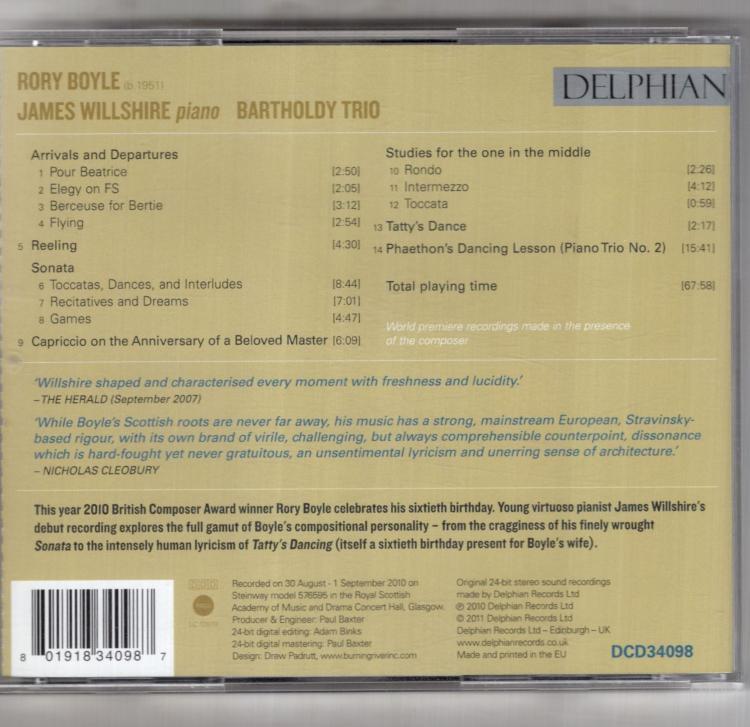 RORY BOYLE (b.1951)
JAMES WILLSHIRE piano BARTHOLDY TRIO
DELPHIAN
Arrivals and Departures
1 Pour Beatrice [2:50]
2 Elegy on FS [2:05]
3 Berceuse for Bertie [3:12]
4 Flying [2:54]
5 Reeling [4:30]
Sonata
6 Toccatas, Dances, and Interludes [8:44]
7 Recitatives and Dreams [7:01]
8 Games [4:47]
9 Capriccio on the Anniversary of a Beloved Master [6:09]
Studies for the one in the middle
10 Rondo [2:26]
11 Intermezzo [4:12]
12 Toccata [0:59]
13 Tatty's Dance [2:17]
14 Phaethon's Dancing Lesson (Piano Trio No. 2) [15:41]
Total playing time [67:58]
World premiere recordings made in the presence
of the composer
'Willshire shaped and characterised every moment with freshness and lucidity.'
– THE HERALD (September 2007)
'While Boyle's Scottish roots are never far away, his music has a strong, mainstream European, Stravinsky-
based rigour, with its own brand of virile, challenging, but always comprehensible counterpoint, dissonance
which is hard-fought yet never gratuitous, an unsentimental lyricism and unerring sense of architecture.'
– NICHOLAS CLEOBURY
This year 2010 British Composer Award winner Rory Boyle celebrates his sixtieth birthday. Young virtuoso pianist James Willshire's
debut recording explores the full gamut of Boyle's compositional personality – from the cragginess of his finely wrought
Sonata to the intensely human lyricism of Tatty's Dancing (itself a sixtieth birthday present for Boyle's wife).
8 01918 34098 7
Recorded on 30 August - 1 September 2010 on
Steinway model 576595 in the Royal Scottish
Academy of Music and Drama Concert Hall, Glasgow.
Producer & Engineer: Paul Baxter
24-bit digital editing: Adam Binks
24-bit digital mastering: Paul Baxter
Design: Drew Padrutt, www.burningriverinc.com
Original 24-bit stereo sound recordings
made by Delphian Records Ltd
℗ 2010 Delphian Records Ltd
© 2011 Delphian Records Ltd
Delphian Records Ltd – Edinburgh – UK
www.delphianrecords.co.uk
Made and printed in the EU
DCD34098